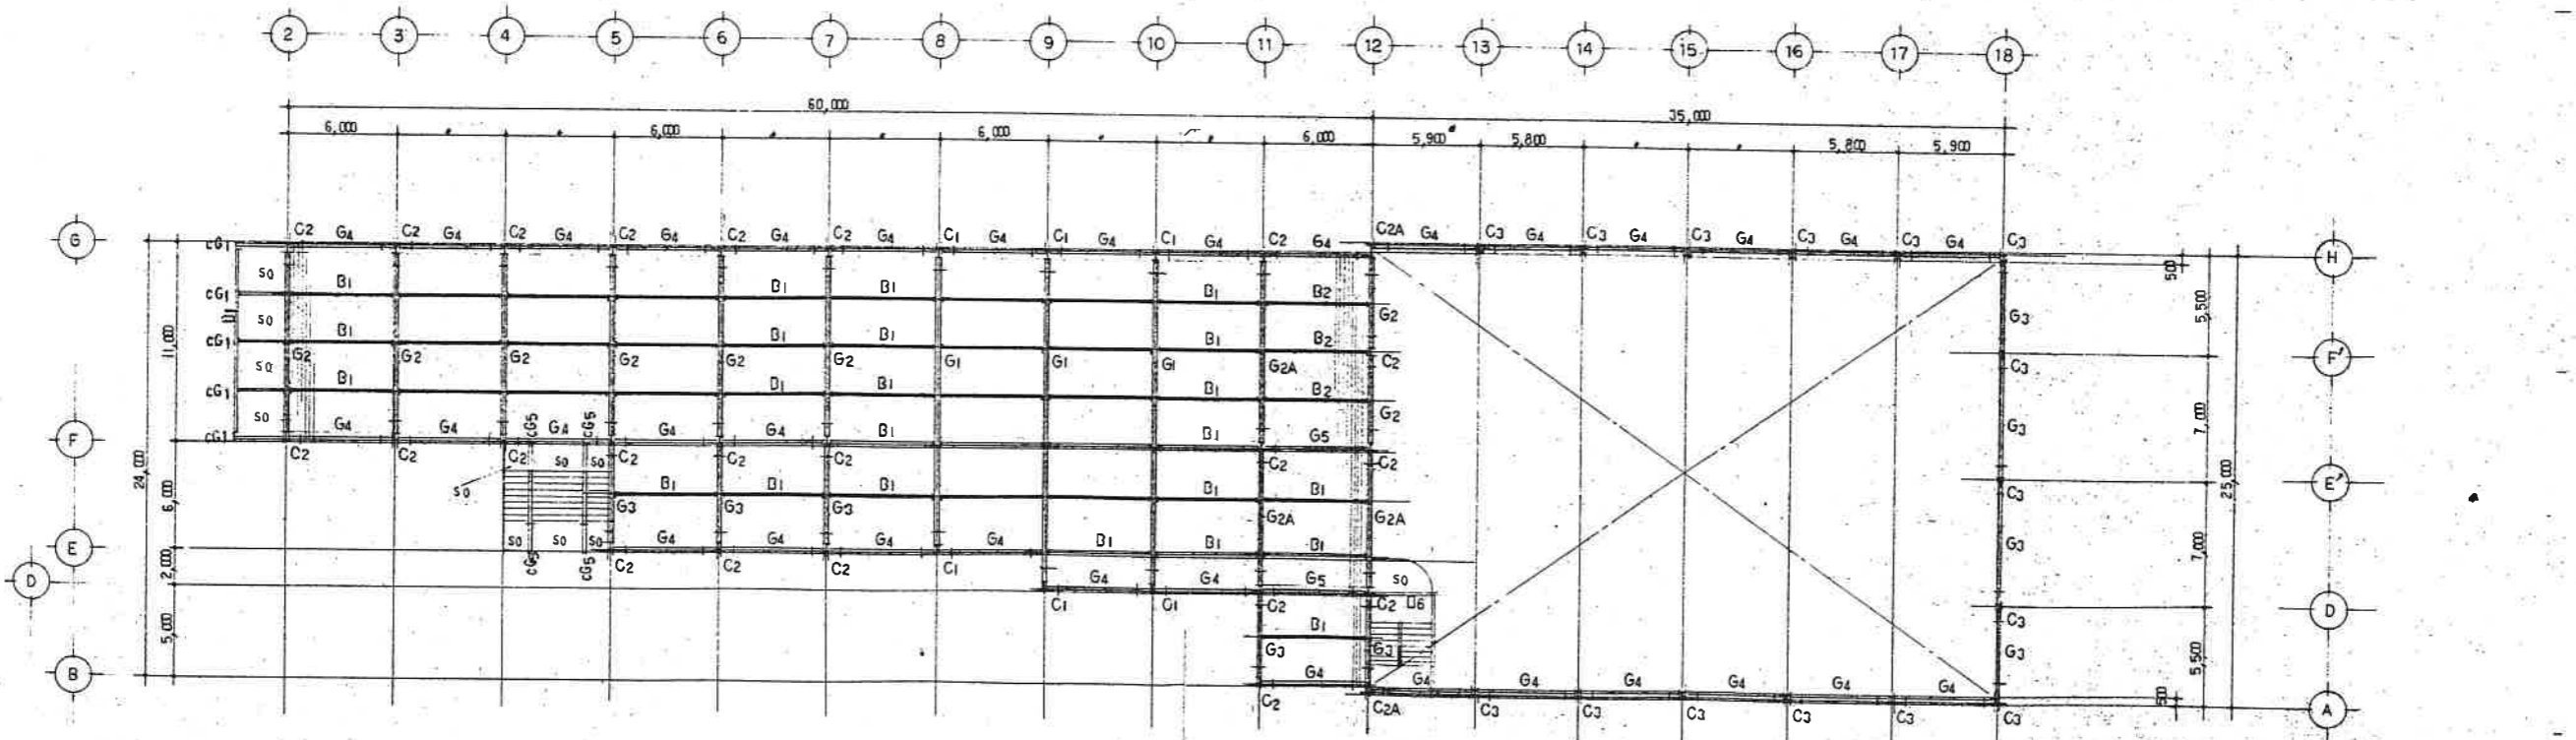 2 3 4 5 6 7 8 9 10 11 12 13 14 15 16 17 18
60,000 35,000
6,000 6,000 6,000 6,000 5,900 5,800 5,800 5,900
G H
C2 G4 C2 G4 C2 G4 C2 G4 C2 G4 C2 G4 C1 G4 C1 G4 C1 G4 C2 G4 C2A G4 C3 G4 C3 G4 C3 G4 C3 G4 C3 G4 C3
cG1
S0 B1 B1 B1 B1 B2 500
cG1
S0 B1 B1 B1 B1 B2 G2 G3 5,500
11,000
cG1
S0 G2 G2 G2 G2 G2 G2 G1 G1 G1 G2A C2 C3 F'
B1 B1 B1 B2
cG1
S0 G4 G4 cG5 G4 cG5 G4 G4 B1 B1 G5 G2 G3 7,000
F cG1
C2 C2 C2 S0 S0 C2 C2 C2 C2 C2
24,000 6,000 S0 B1 B1 B1 B1 B1 C3 E' 25,000
G3 G3 G3 G2A G2A
S0 S0 S0 G4 G4 G4 G4 B1 B1 B1 G3 7,000
E
2,000 cG5 cG5 C2 C2 C2 C1 G4 G4 G5 S0
D C1 C2 C2 C3 D
5,000 B1
G3 G3 G3 5,500
B G4 G4 G4 G4 G4 G4 G4 500
C2 C2A C3 C3 C3 C3 C3 C3 A